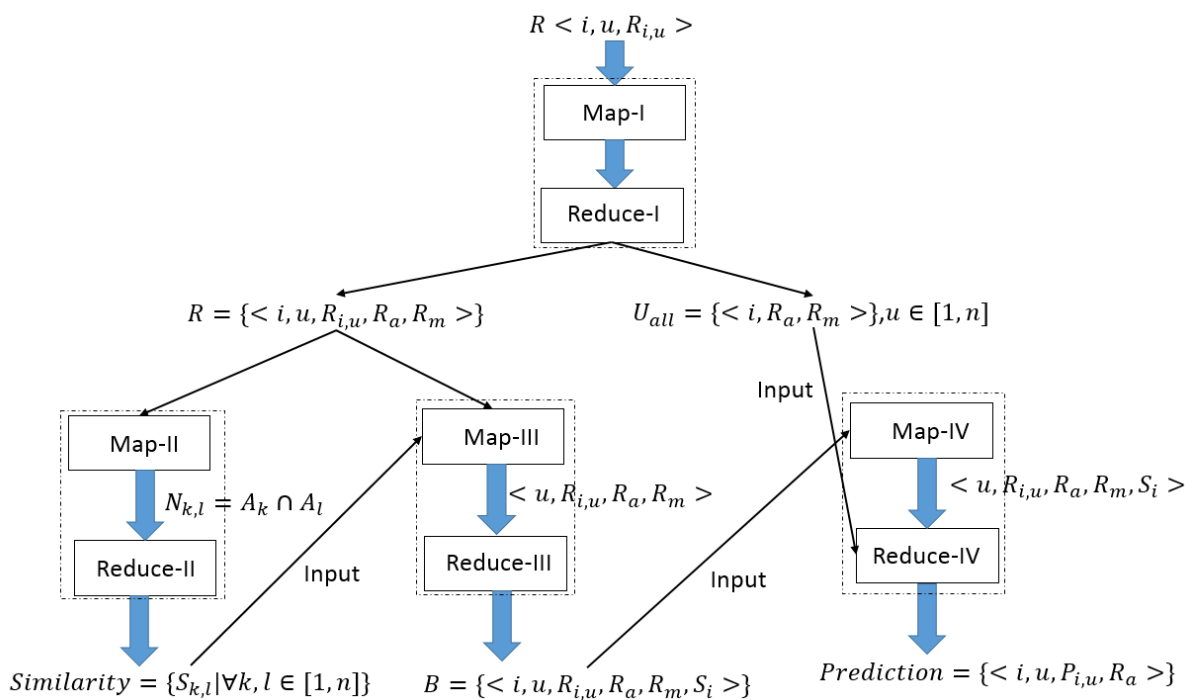 R < i, u, R_{i,u} >
Map-I
Reduce-I
R = {< i, u, R_{i,u}, R_a, R_m >}
U_{all} = {< i, R_a, R_m >},u ∈ [1, n]
Input
Map-II
Map-III
Map-IV
N_{k,l} = A_k ∩ A_l
< u, R_{i,u}, R_a, R_m >
< u, R_{i,u}, R_a, R_m, S_i >
Reduce-II
Input
Reduce-III
Input
Reduce-IV
Similarity = {S_{k,l}|∀k, l ∈ [1, n]}
B = {< i, u, R_{i,u}, R_a, R_m, S_i >}
Prediction = {< i, u, P_{i,u}, R_a >}